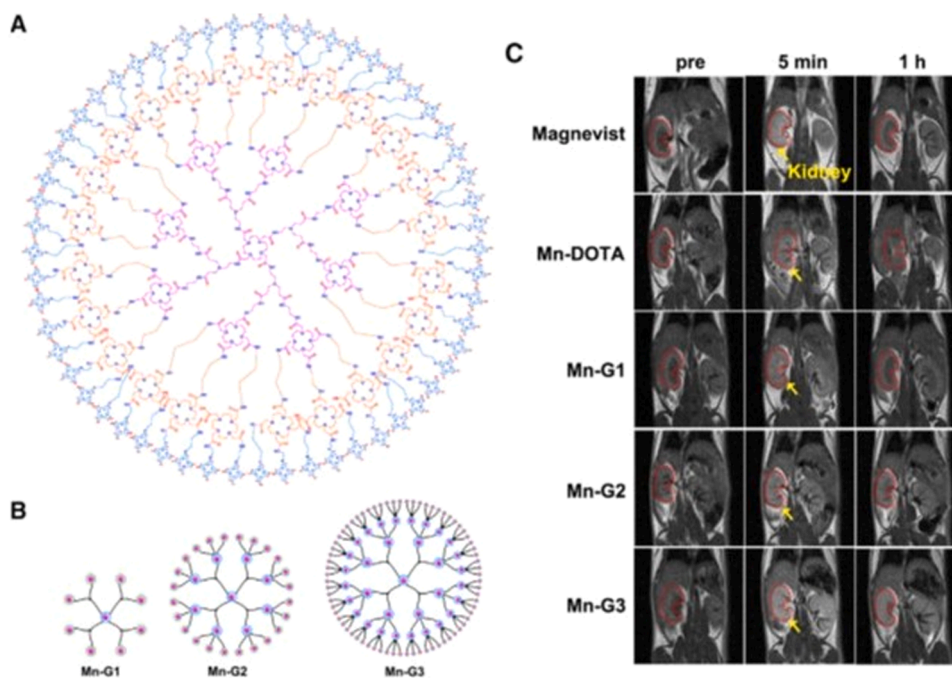 A
B
Mn-G1
Mn-G2
Mn-G3
C
pre
5 min
1 h
Magnevist
Kidney
Mn-DOTA
Mn-G1
Mn-G2
Mn-G3